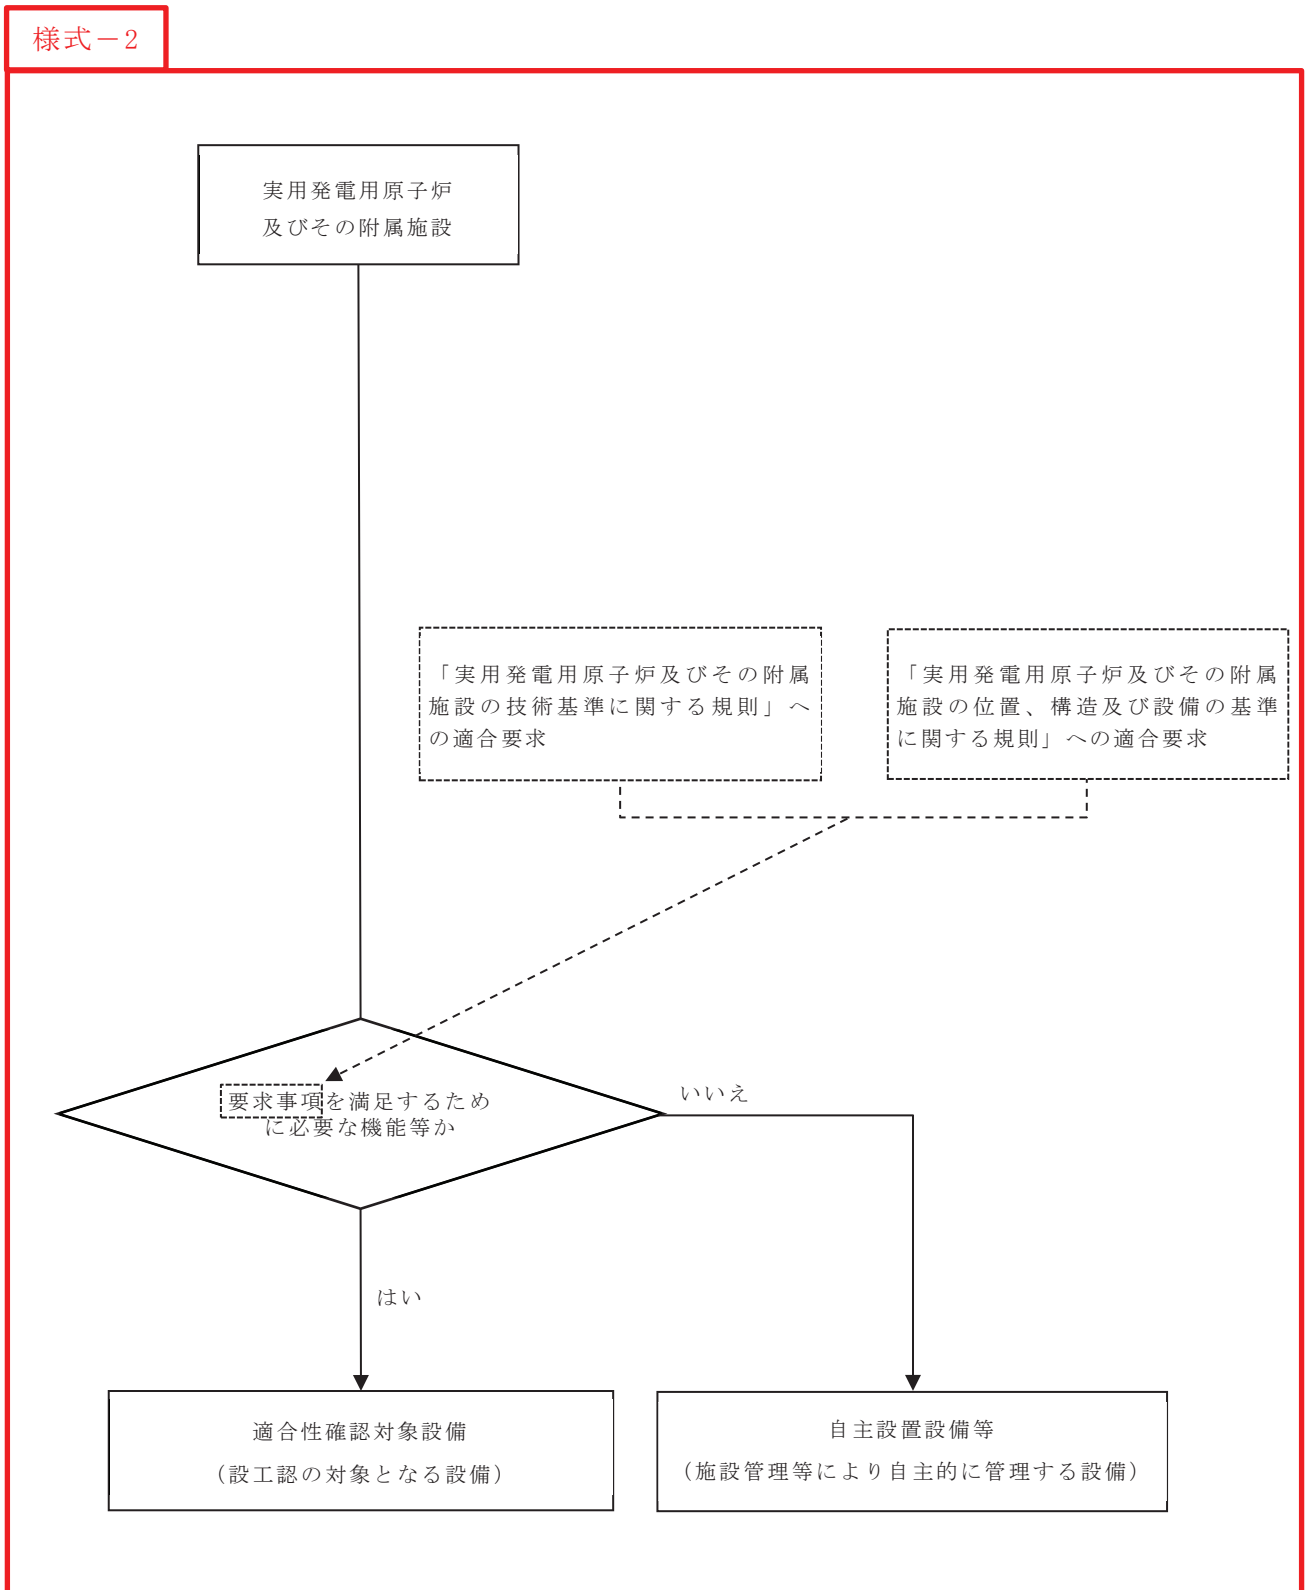 様式－2
実用発電用原子炉
及びその附属施設
「実用発電用原子炉及びその附属
施設の技術基準に関する規則」へ
の適合要求
「実用発電用原子炉及びその附属
施設の位置、構造及び設備の基準
に関する規則」への適合要求
要求事項を満足するため
に必要な機能等か
いいえ
はい
適合性確認対象設備
（設工認の対象となる設備）
自主設置設備等
（施設管理等により自主的に管理する設備）